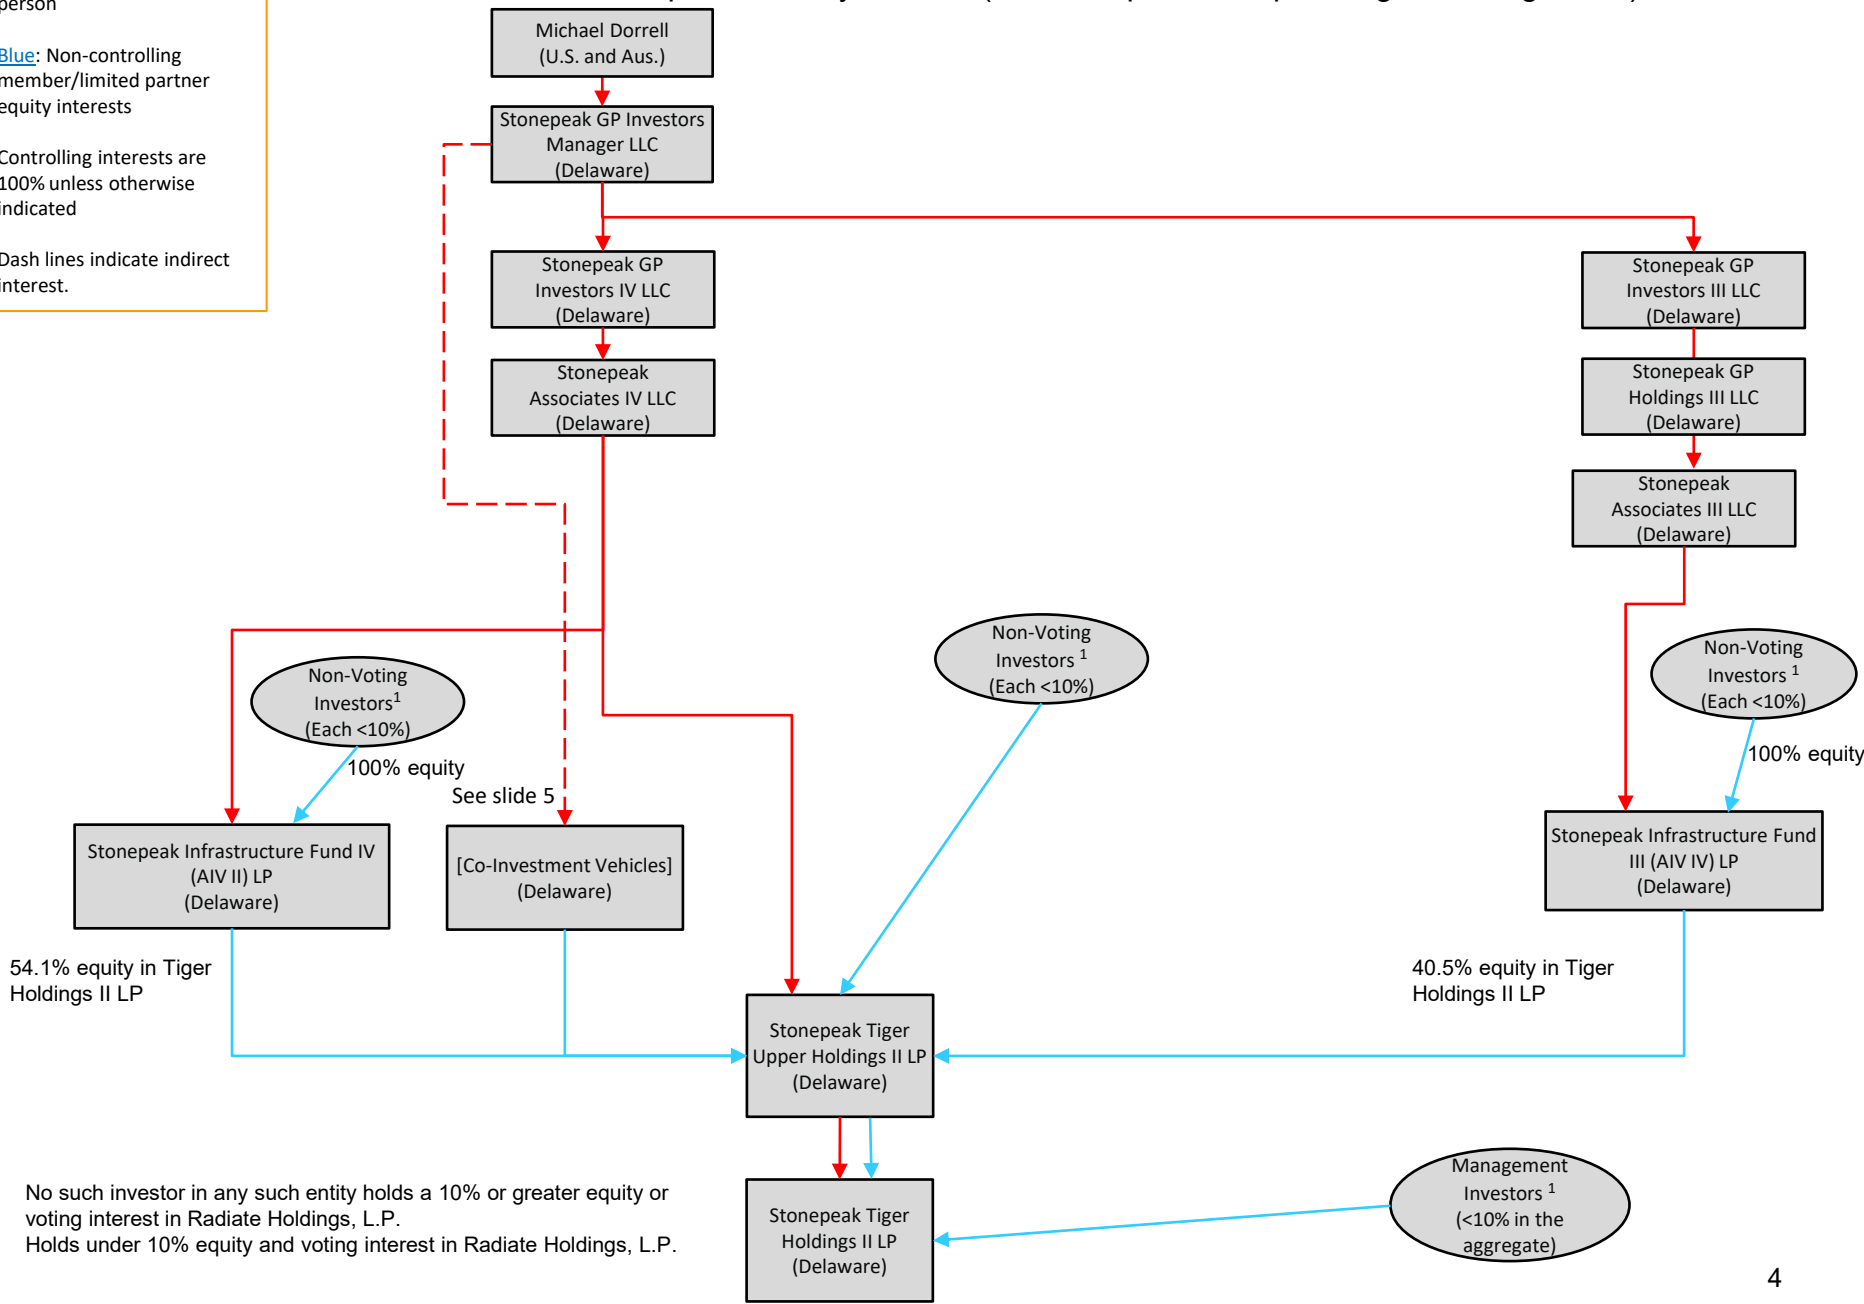 person
Blue: Non-controlling
member/limited partner
equity interests
Controlling interests are
100% unless otherwise
indicated
Dash lines indicate indirect
interest.
Michael Dorrell
(U.S. and Aus.)
Stonepeak GP Investors
Manager LLC
(Delaware)
Stonepeak GP
Investors IV LLC
(Delaware)
Stonepeak GP
Investors III LLC
(Delaware)
Stonepeak
Associates IV LLC
(Delaware)
Stonepeak GP
Holdings III LLC
(Delaware)
Stonepeak
Associates III LLC
(Delaware)
Non-Voting
Investors1
(Each <10%)
100% equity
Non-Voting
Investors 1
(Each <10%)
Non-Voting
Investors 1
(Each <10%)
100% equity
See slide 5
Stonepeak Infrastructure Fund IV
(AIV II) LP
(Delaware)
[Co-Investment Vehicles]
(Delaware)
Stonepeak Infrastructure Fund
III (AIV IV) LP
(Delaware)
54.1% equity in Tiger
Holdings II LP
40.5% equity in Tiger
Holdings II LP
Stonepeak Tiger
Upper Holdings II LP
(Delaware)
Stonepeak Tiger
Holdings II LP
(Delaware)
Management
Investors 1
(<10% in the
aggregate)
No such investor in any such entity holds a 10% or greater equity or
voting interest in Radiate Holdings, L.P.
Holds under 10% equity and voting interest in Radiate Holdings, L.P.
4